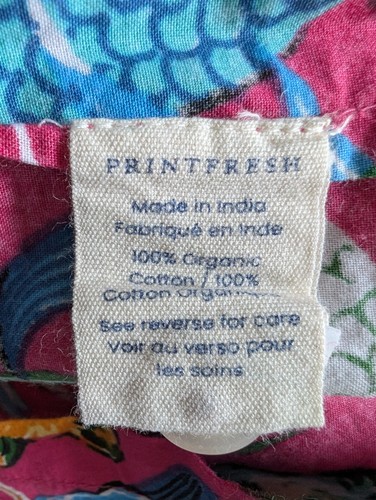 PRINTFRESH
Made in India
Fabriqué en Inde
100% Organic
Cotton / 100%
Cotton
See reverse for care
Voir au verso pour
les soins